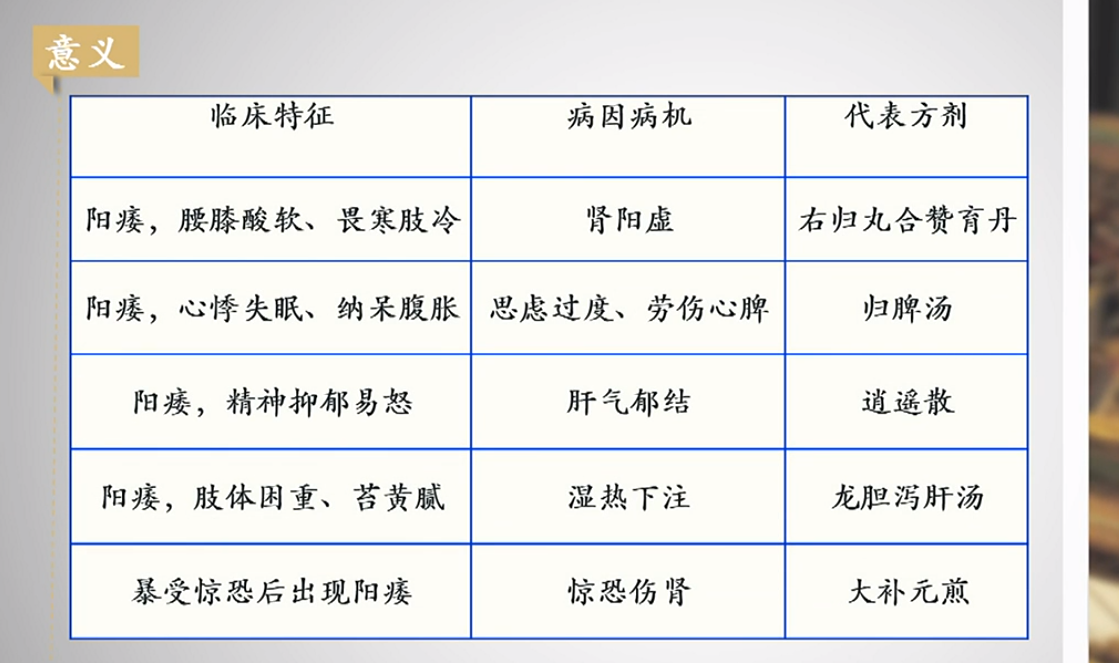 意义
临床特征 病因病机 代表方剂
阳痿，腰膝酸软、畏寒肢冷 肾阳虚 右归丸合赞育丹
阳痿，心悸失眠、纳呆腹胀 思虑过度、劳伤心脾 归脾汤
阳痿，精神抑郁易怒 肝气郁结 逍遥散
阳痿，肢体困重、苔黄腻 湿热下注 龙胆泻肝汤
暴受惊恐后出现阳痿 惊恐伤肾 大补元煎